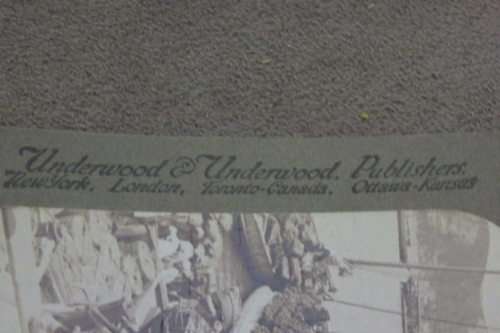 Underwood & Underwood. Publishers.
New York, London, Toronto-Canada, Ottawa-Kansas